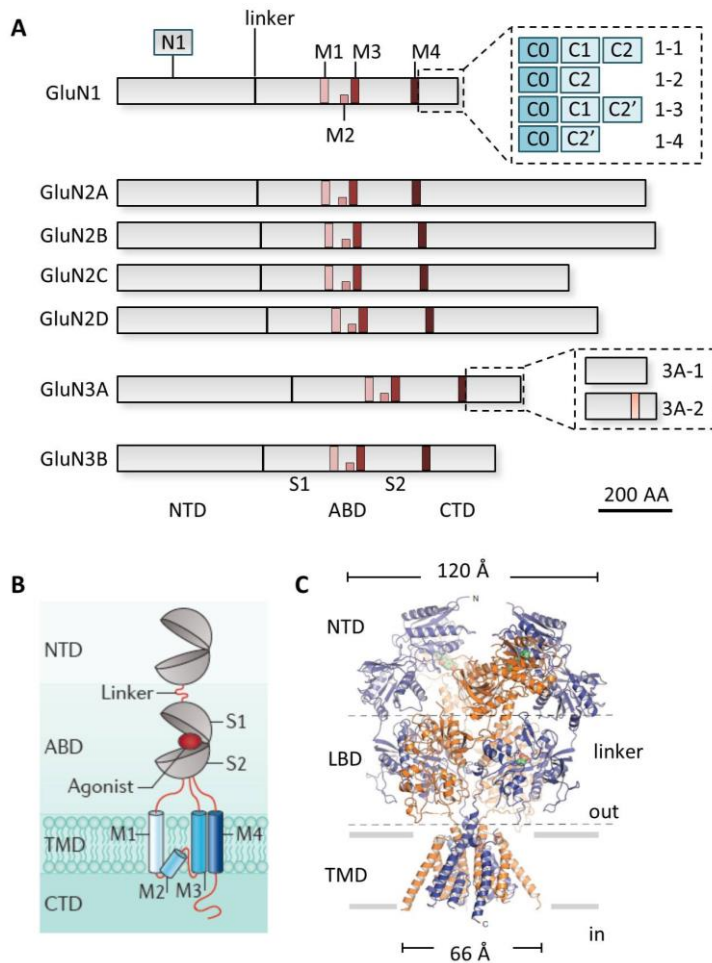 A
N1
linker
M1 M3 M4
GluN1
M2
C0 C1 C2 1-1
C0 C2 1-2
C0 C1 C2′ 1-3
C0 C2′ 1-4
GluN2A
GluN2B
GluN2C
GluN2D
GluN3A
3A-1
3A-2
GluN3B
S1 S2
NTD ABD CTD
200 AA
B
NTD
Linker
ABD
S1
S2
Agonist
TMD
M1 M4
M2 M3
CTD
C
120 Å
N
NTD
LBD
linker
out
TMD
C
in
66 Å